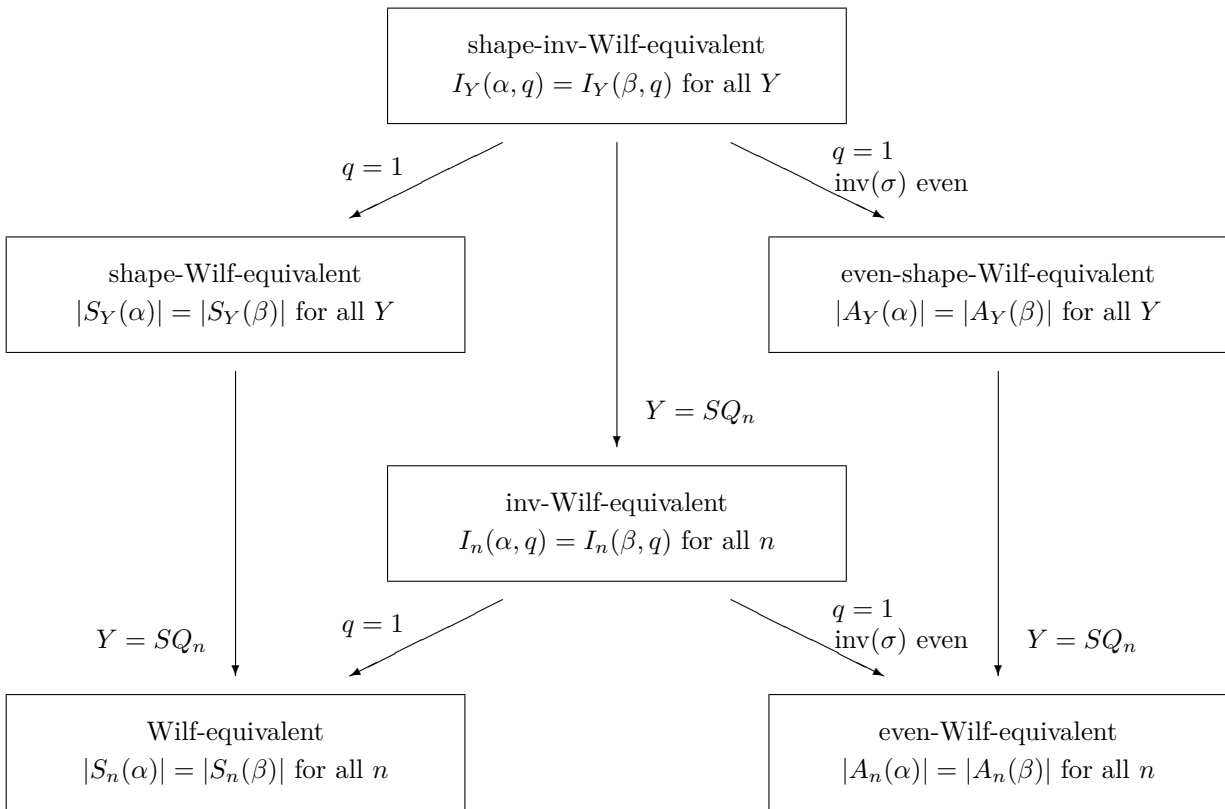 shape-inv-Wilf-equivalent
I_Y(α, q) = I_Y(β, q) for all Y
q = 1
q = 1
inv(σ) even
shape-Wilf-equivalent
|S_Y(α)| = |S_Y(β)| for all Y
even-shape-Wilf-equivalent
|A_Y(α)| = |A_Y(β)| for all Y
Y = SQ_n
inv-Wilf-equivalent
I_n(α, q) = I_n(β, q) for all n
Y = SQ_n
q = 1
q = 1
inv(σ) even
Y = SQ_n
Wilf-equivalent
|S_n(α)| = |S_n(β)| for all n
even-Wilf-equivalent
|A_n(α)| = |A_n(β)| for all n